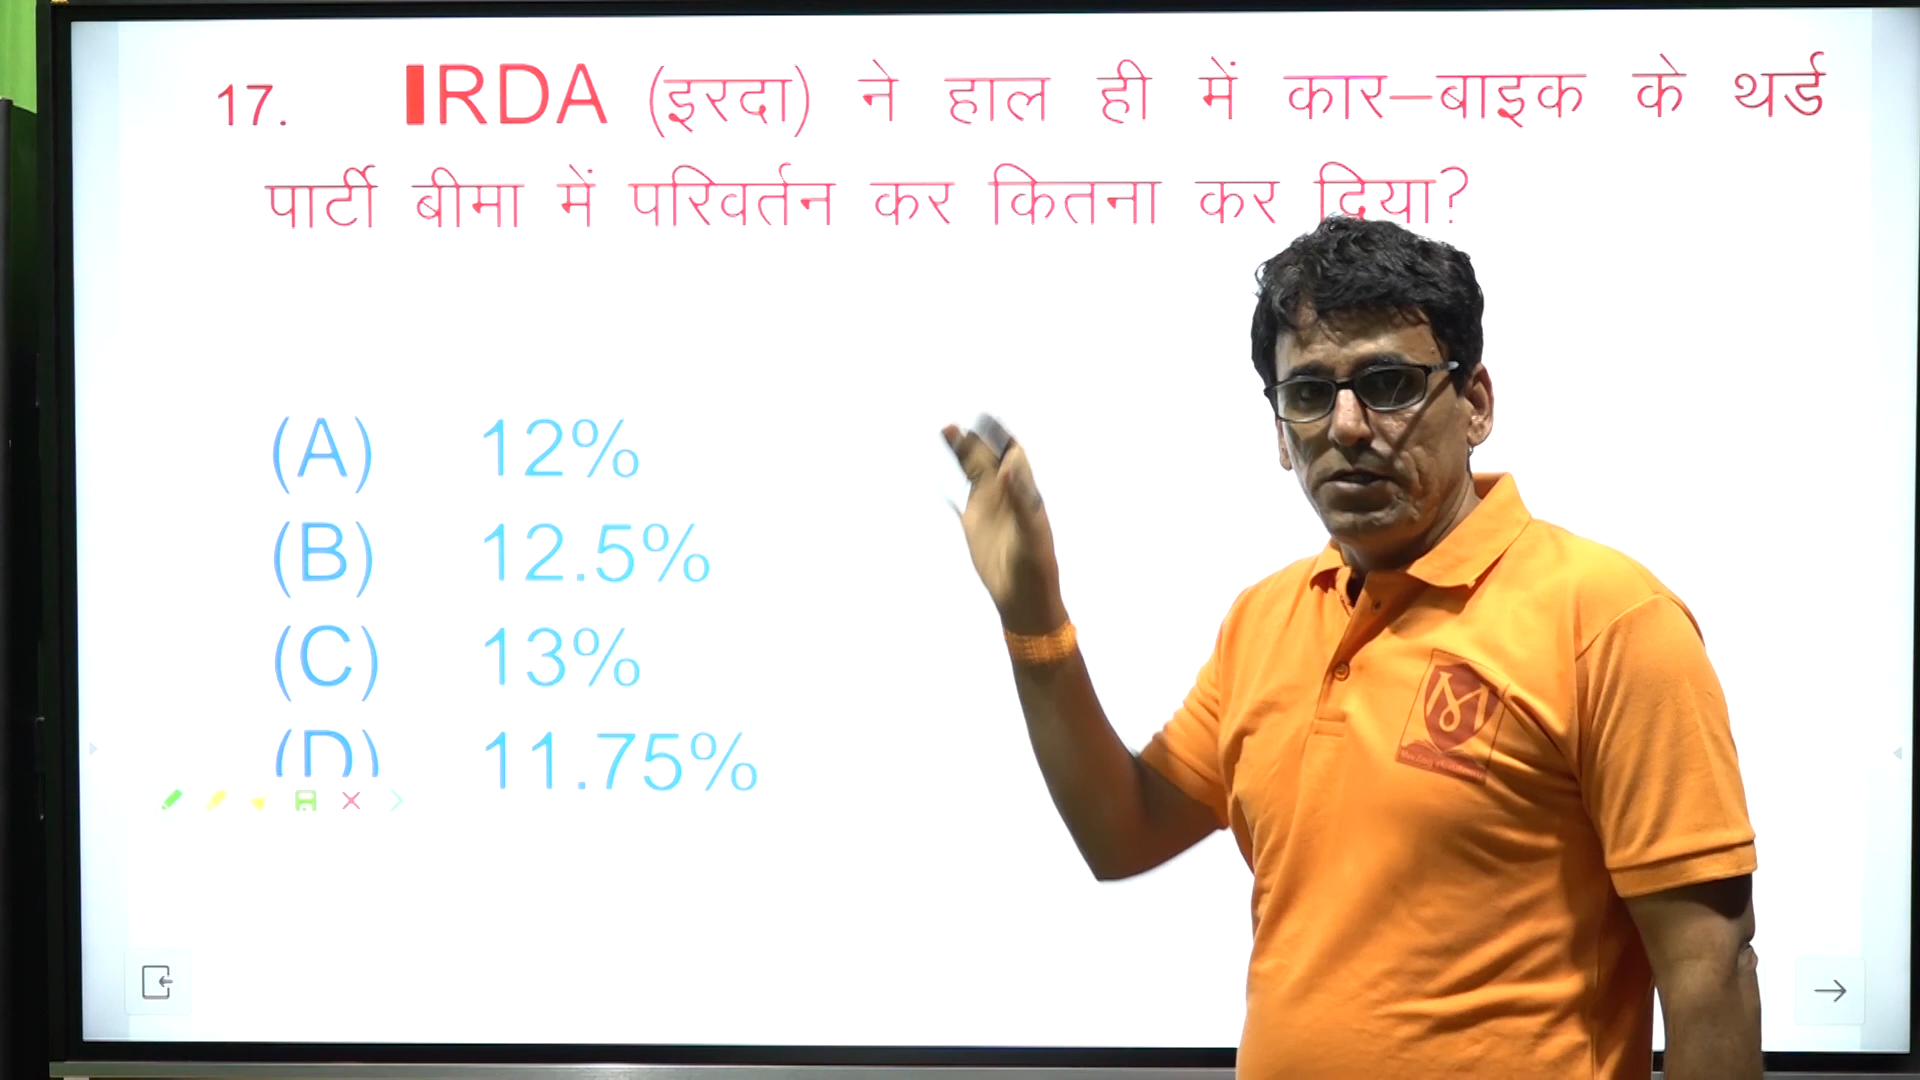 17. IRDA (इरदा) ने हाल ही में कार–बाइक के थर्ड
पार्टी बीमा में परिवर्तन कर कितना कर दिया?
(A) 12%
(B) 12.5%
(C) 13%
(D) 11.75%